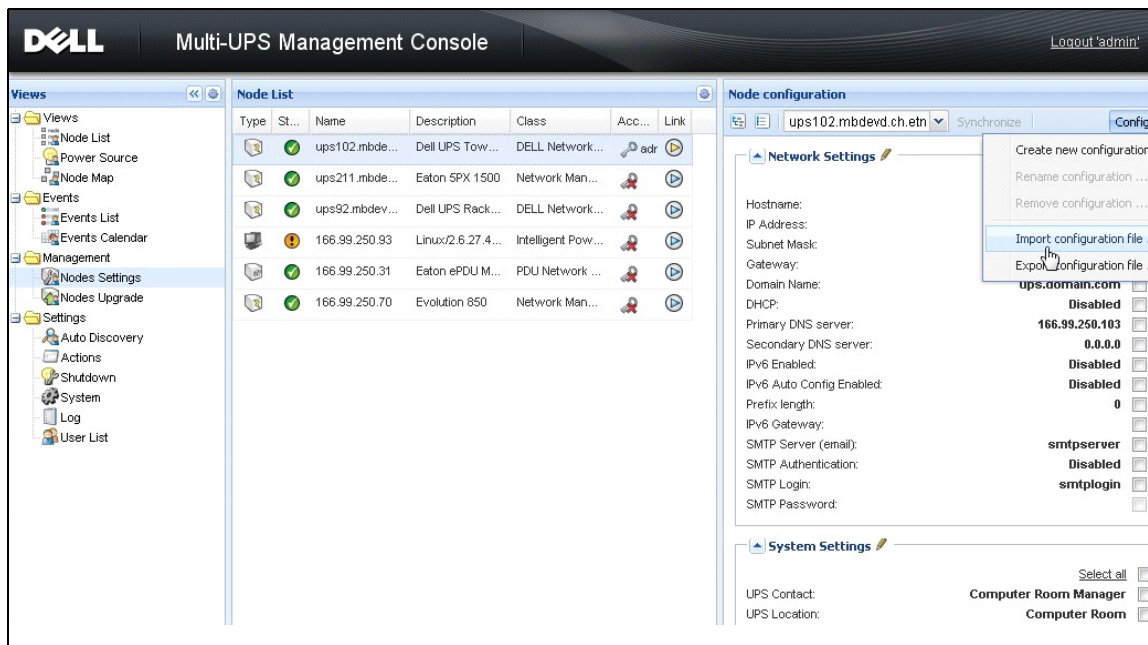 DELL
Multi-UPS Management Console
Logout 'admin'
Views
Views
Node List
Power Source
Node Map
Events
Events List
Events Calendar
Management
Nodes Settings
Nodes Upgrade
Settings
Auto Discovery
Actions
Shutdown
System
Log
User List
Node List
Type St... Name Description Class Acc... Link
ups102.mbde... Dell UPS Tow... DELL Network... adr
ups211.mbde... Eaton 5PX 1500 Network Man...
ups92.mbdev... Dell UPS Rack... DELL Network...
166.99.250.93 Linux/2.6.27.4... Intelligent Pow...
166.99.250.31 Eaton ePDU M... PDU Network ...
166.99.250.70 Evolution 850 Network Man...
Node configuration
ups102.mbdevd.ch.etn Synchronize Config
Create new configuration
Rename configuration ...
Remove configuration ...
Import configuration file
Export configuration file
Network Settings
Hostname:
IP Address:
Subnet Mask:
Gateway:
Domain Name: ups.domain.com
DHCP: Disabled
Primary DNS server: 166.99.250.103
Secondary DNS server: 0.0.0.0
IPv6 Enabled: Disabled
IPv6 Auto Config Enabled: Disabled
Prefix length: 0
IPv6 Gateway:
SMTP Server (email): smtpserver
SMTP Authentication: Disabled
SMTP Login: smtplogin
SMTP Password:
System Settings
Select all
UPS Contact: Computer Room Manager
UPS Location: Computer Room